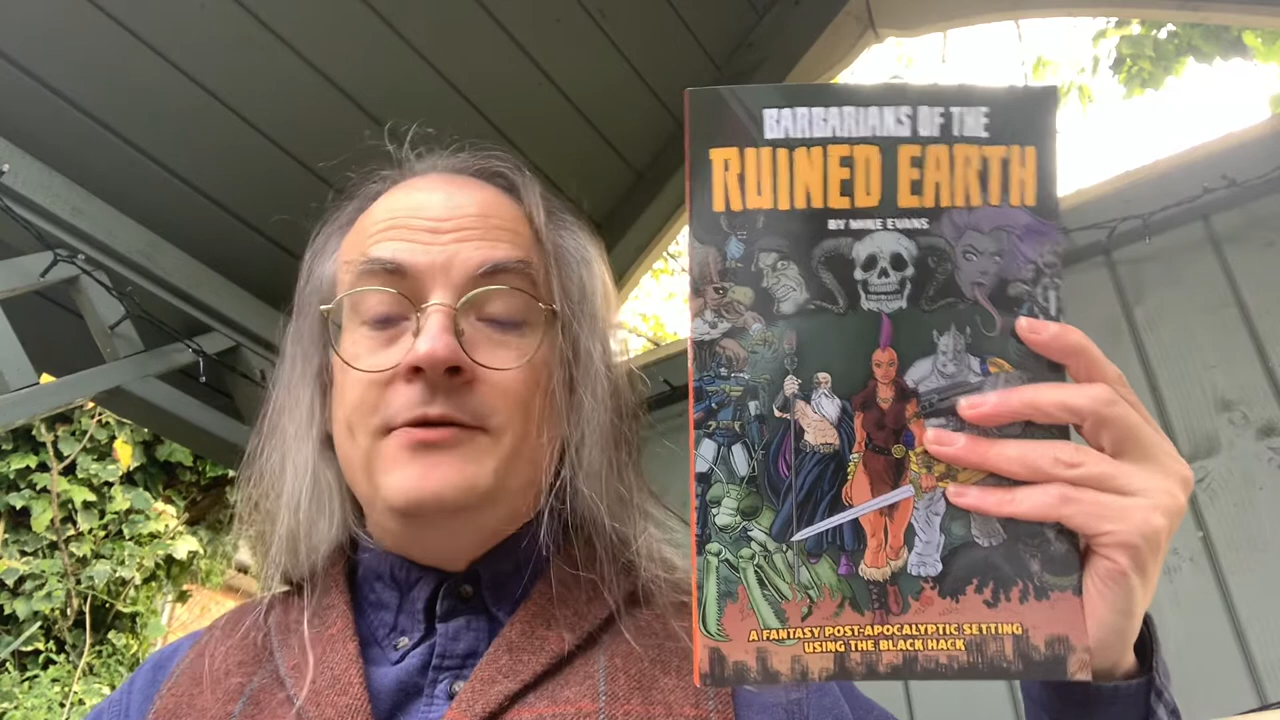 BARBARIANS OF THE
RUINED EARTH
BY MIKE EVANS
A FANTASY POST-APOCALYPTIC SETTING
USING THE BLACK HACK